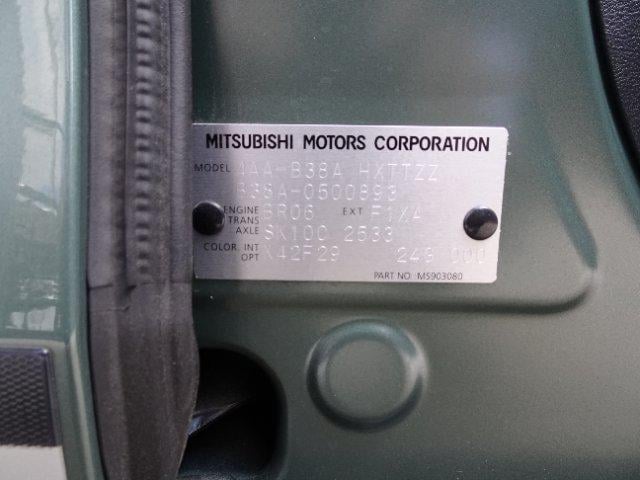 MITSUBISHI MOTORS CORPORATION
MODEL 4AA-B38A HXTTZZ
B38A-0500893
ENGINE BR06 EXT F1XA
TRANS
AXLE SK100 2533
COLOR. INT X42F29 249 000
OPT
PART NO. MS903080